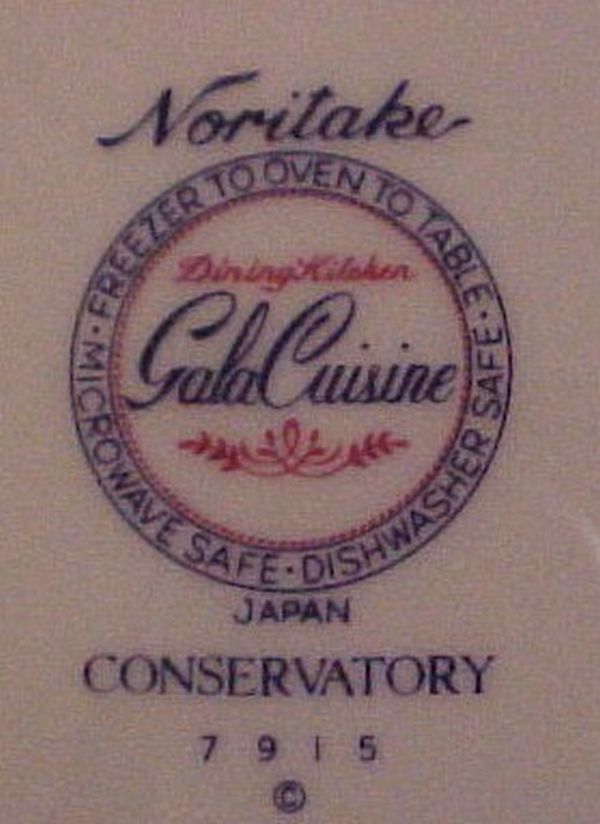 Noritake
FREEZER TO OVEN TO TABLE · DISHWASHER SAFE · MICROWAVE SAFE ·
Dining Kitchen
Gala Cuisine
JAPAN
CONSERVATORY
7915
©